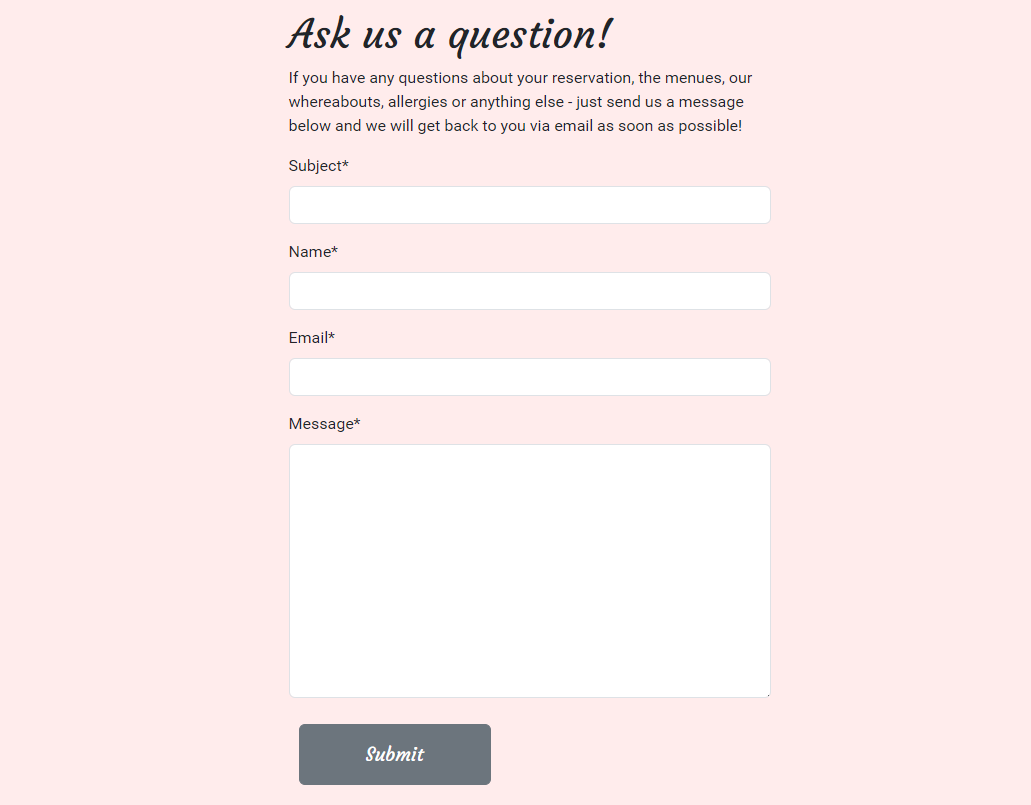 Ask us a question!
If you have any questions about your reservation, the menues, our
whereabouts, allergies or anything else - just send us a message
below and we will get back to you via email as soon as possible!
Subject*
Name*
Email*
Message*
Submit